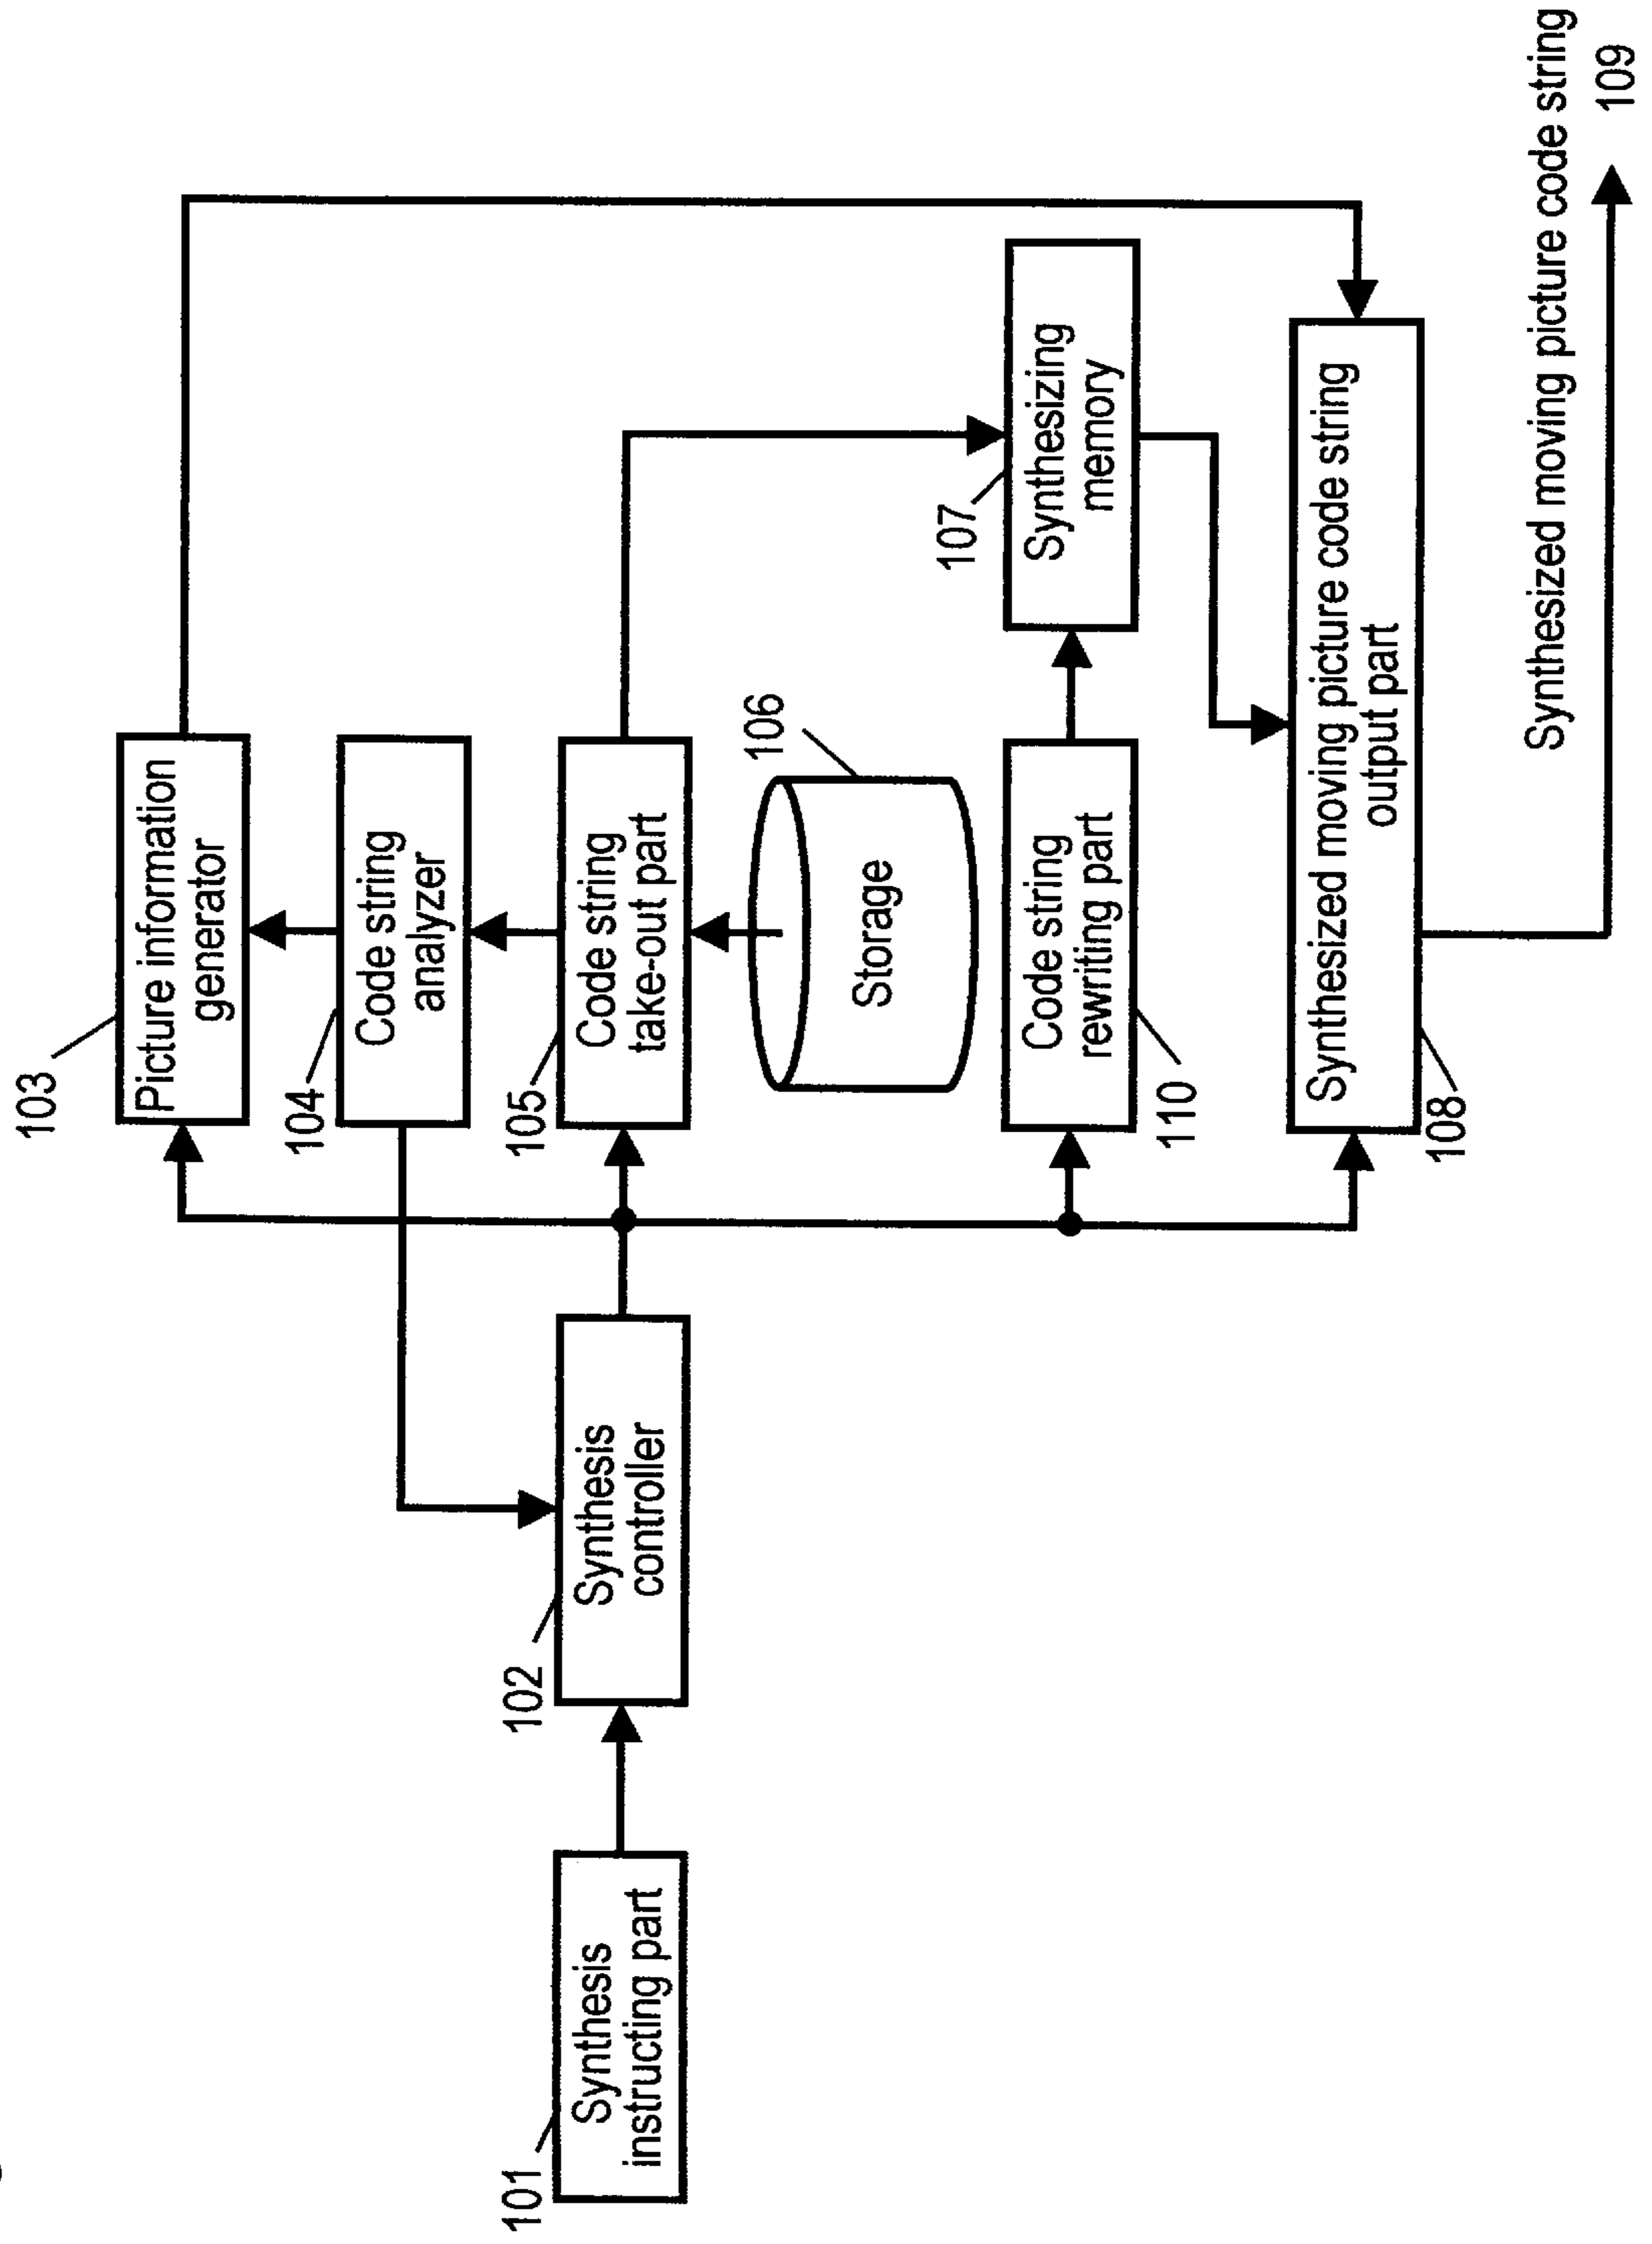 103
Picture information
generator
104
Code string
analyzer
101
Synthesis
instructing part
102
Synthesis
controller
105
Code string
take-out part
106
Storage
107
Synthesizing
memory
Code string
rewriting part
110
Synthesized moving picture code string
output part
108
Synthesized moving picture code string
109